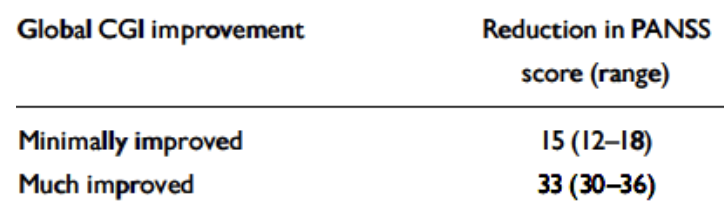 Global CGI improvement Reduction in PANSS
score (range)
Minimally improved 15 (12–18)
Much improved 33 (30–36)